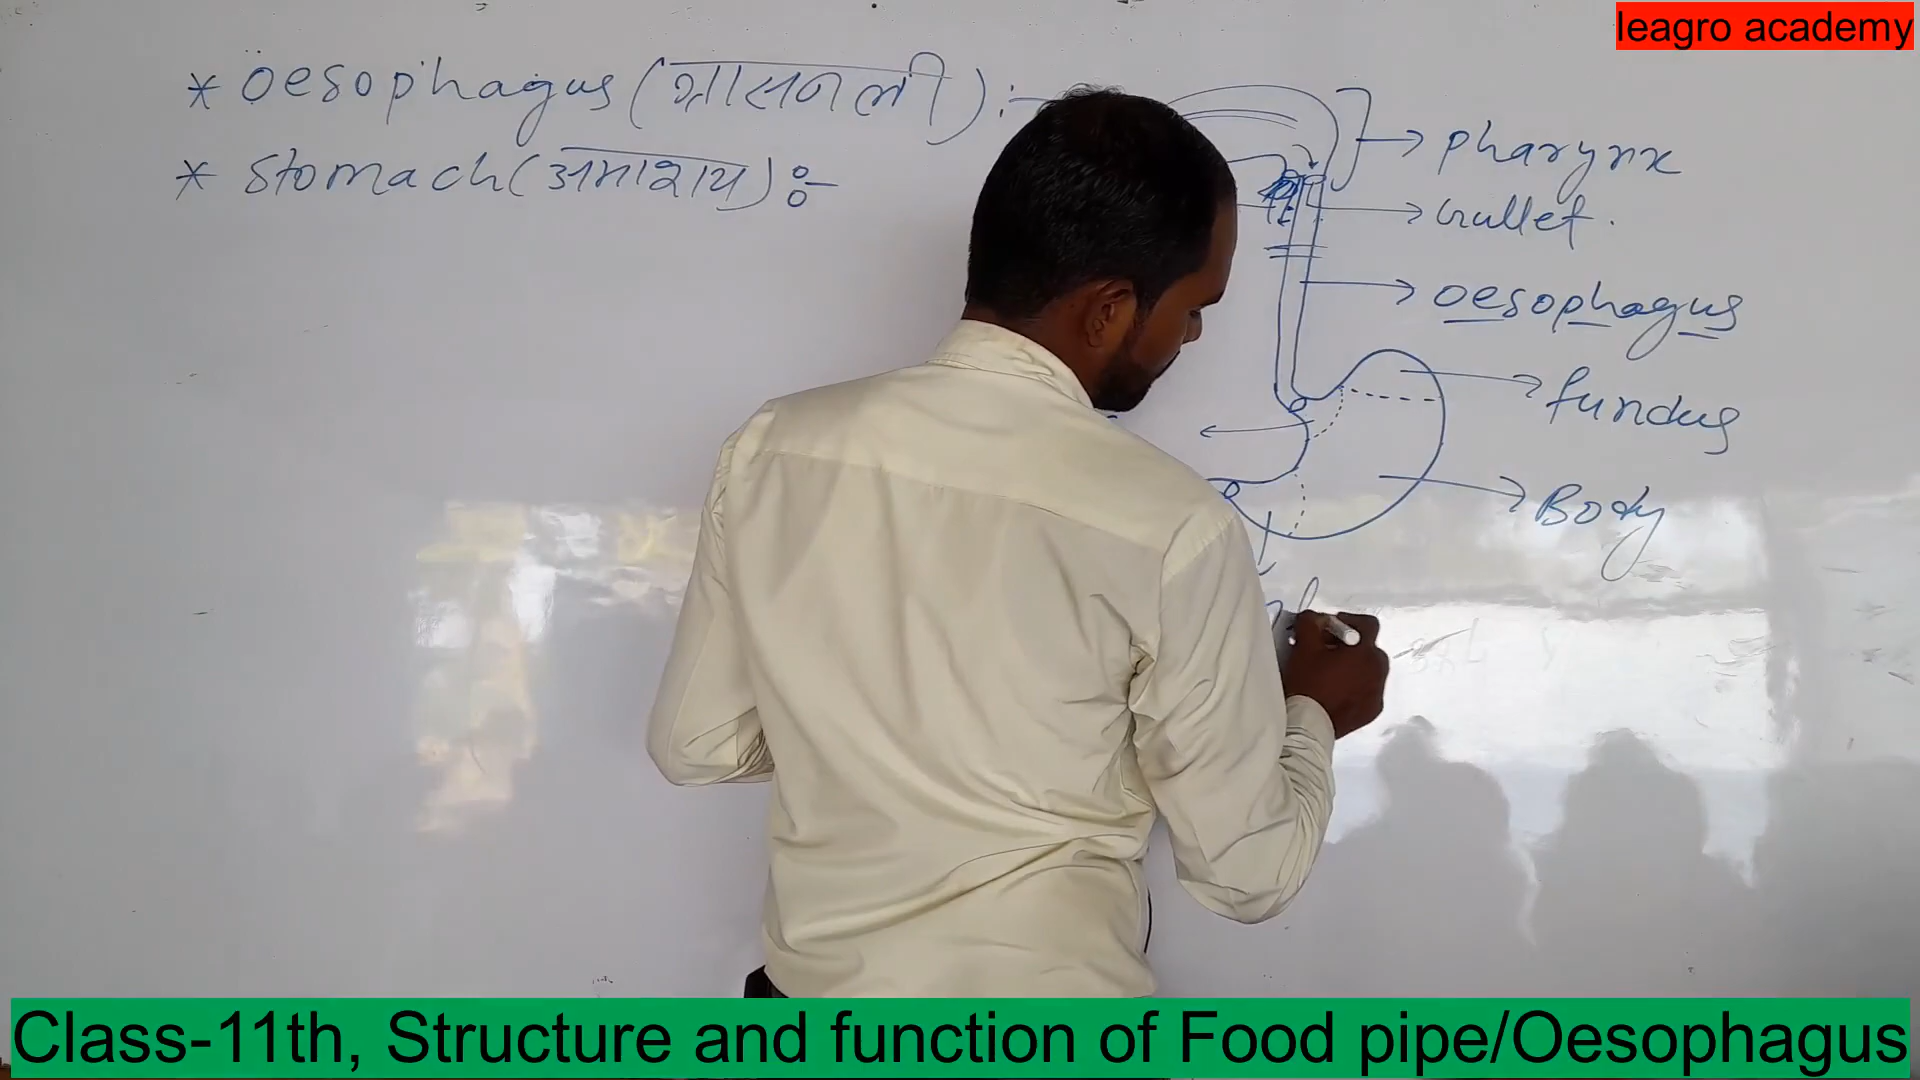 leagro academy
* Oesophagus (ग्रासनली) :-
* Stomach (अमाशय) :-
Pharynx
Gullet.
Oesophagus
fundus
Body
Class-11th, Structure and function of Food pipe/Oesophagus